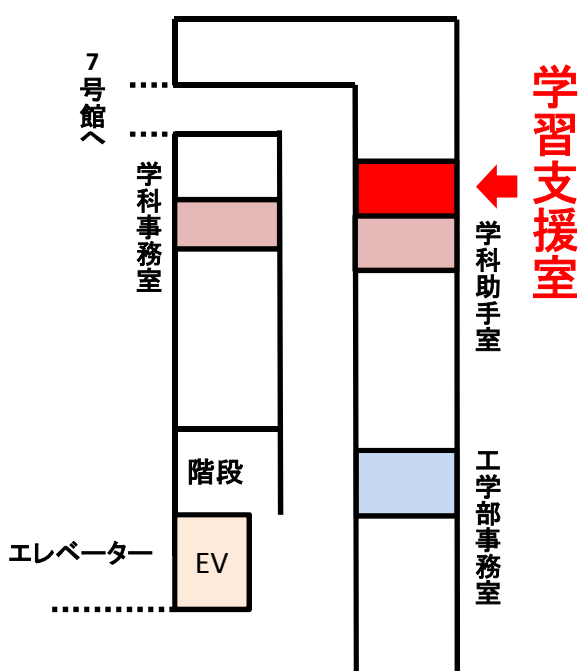 7号館へ
学習支援室
学科事務室
学科助手室
階段
工学部事務室
エレベーター
EV